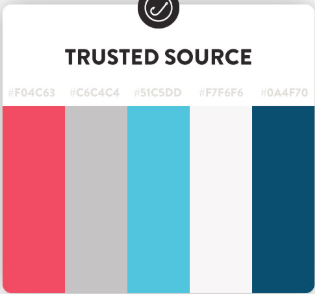 TRUSTED SOURCE
#F04C63 #C6C4C4 #51C5DD #F7F6F6 #0A4F70